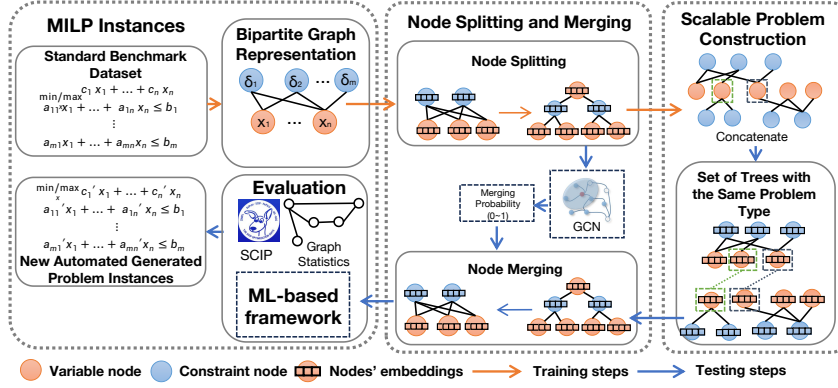 MILP Instances
Standard Benchmark
Dataset
min/max c₁ x₁ + ... + cₙ xₙ
x
a₁₁x₁ + ... + a₁ₙ xₙ ≤ b₁
⋮
aₘ₁x₁ + ... + aₘₙxₙ ≤ bₘ
Bipartite Graph
Representation
δ₁ δ₂ ··· δₘ
x₁ ··· xₙ
min/max c₁' x₁ + ... + cₙ' xₙ
x
a₁₁'x₁ + ... + a₁ₙ' xₙ ≤ b₁
⋮
aₘ₁'x₁ + ... + aₘₙ'xₙ ≤ bₘ
New Automated Generated
Problem Instances
Evaluation
SCIP
Graph
Statistics
ML-based
framework
Node Splitting and Merging
Node Splitting
Merging
Probability
(0~1)
GCN
Node Merging
Scalable Problem
Construction
Concatenate
Set of Trees with
the Same Problem
Type
Variable node Constraint node Nodes' embeddings Training steps Testing steps